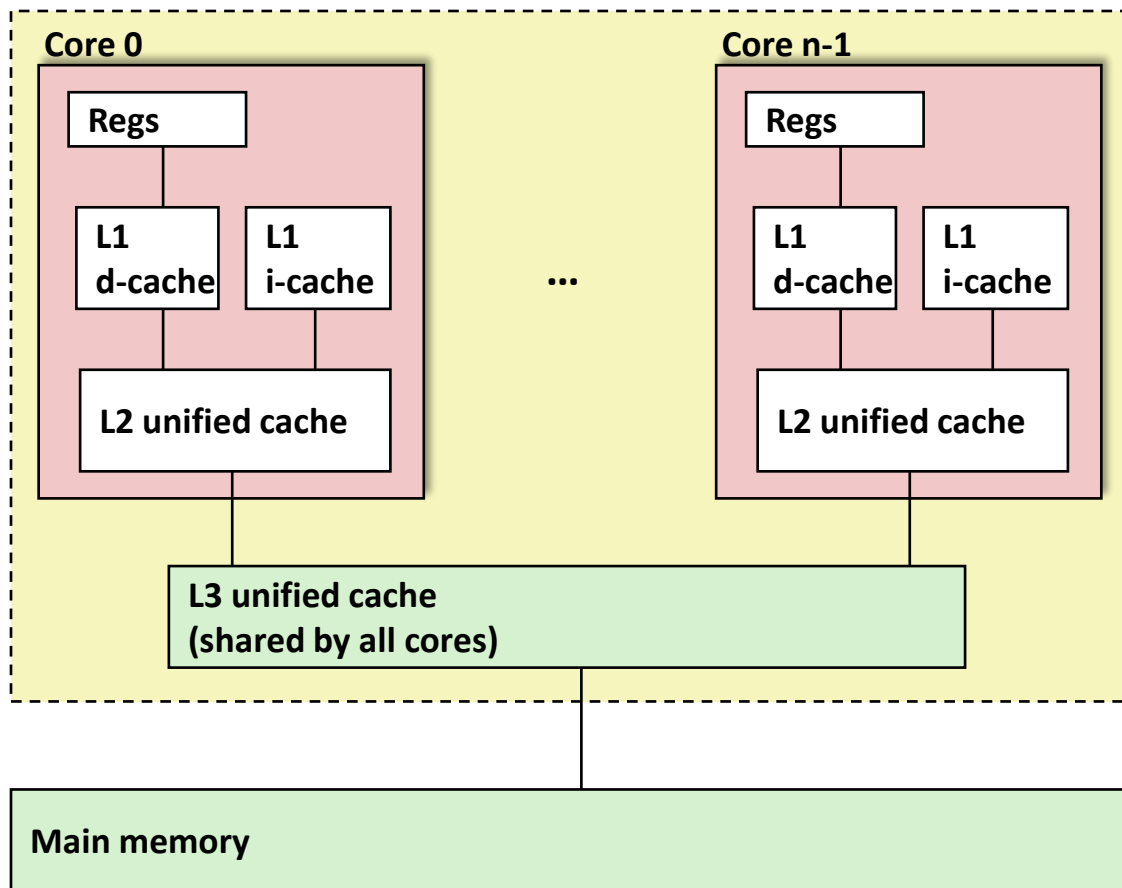 Core 0
Regs
L1
d-cache
L1
i-cache
L2 unified cache
...
Core n-1
Regs
L1
d-cache
L1
i-cache
L2 unified cache
L3 unified cache
(shared by all cores)
Main memory